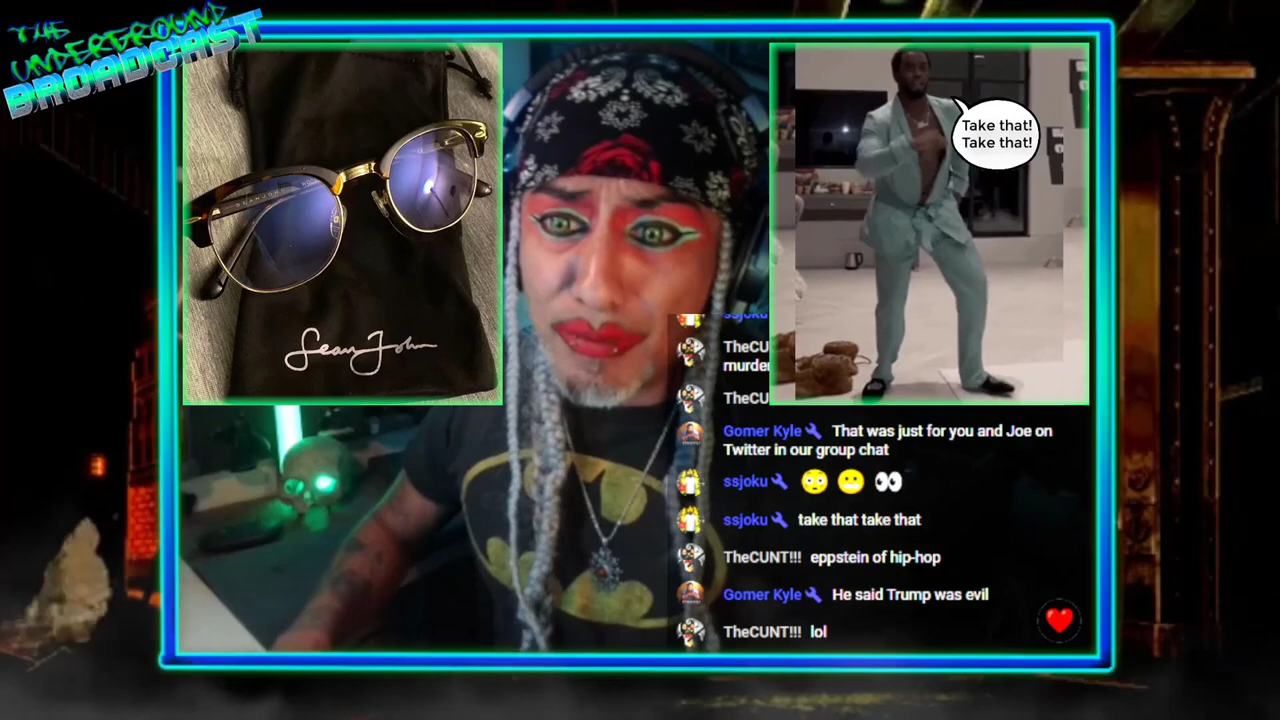 THE
UNDERGROUND
BROADCAST
Sean John
Take that!
Take that!
ssjoku
TheCU
murde
TheCU
Gomer Kyle That was just for you and Joe on
Twitter in our group chat
ssjoku 😳 😬 👀
ssjoku take that take that
TheCUNT!!! eppstein of hip-hop
Gomer Kyle He said Trump was evil
TheCUNT!!! lol